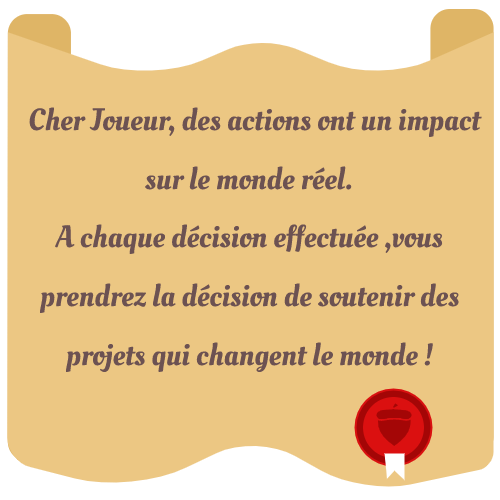 Cher Joueur, des actions ont un impact
sur le monde réel.
A chaque décision effectuée ,vous
prendrez la décision de soutenir des
projets qui changent le monde !